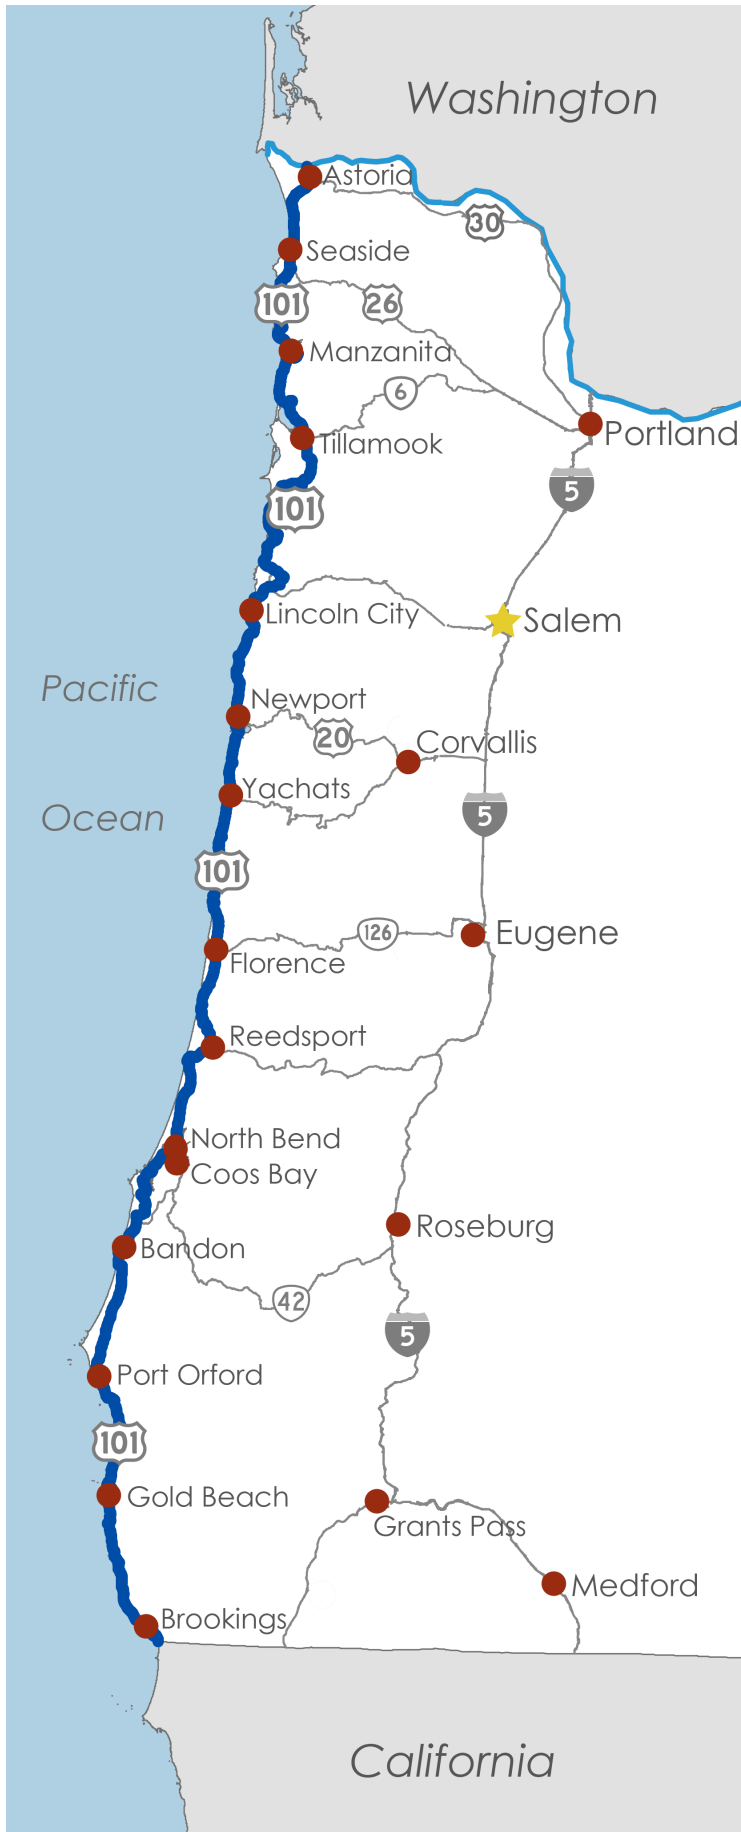 Washington
Astoria
30
Seaside
101
26
Manzanita
6
Portland
Tillamook
5
101
Lincoln City
Salem
Pacific
Newport
20
Corvallis
Yachats
Ocean
5
101
126
Eugene
Florence
Reedsport
North Bend
Coos Bay
Roseburg
Bandon
42
5
Port Orford
101
Gold Beach
Grants Pass
Medford
Brookings
California